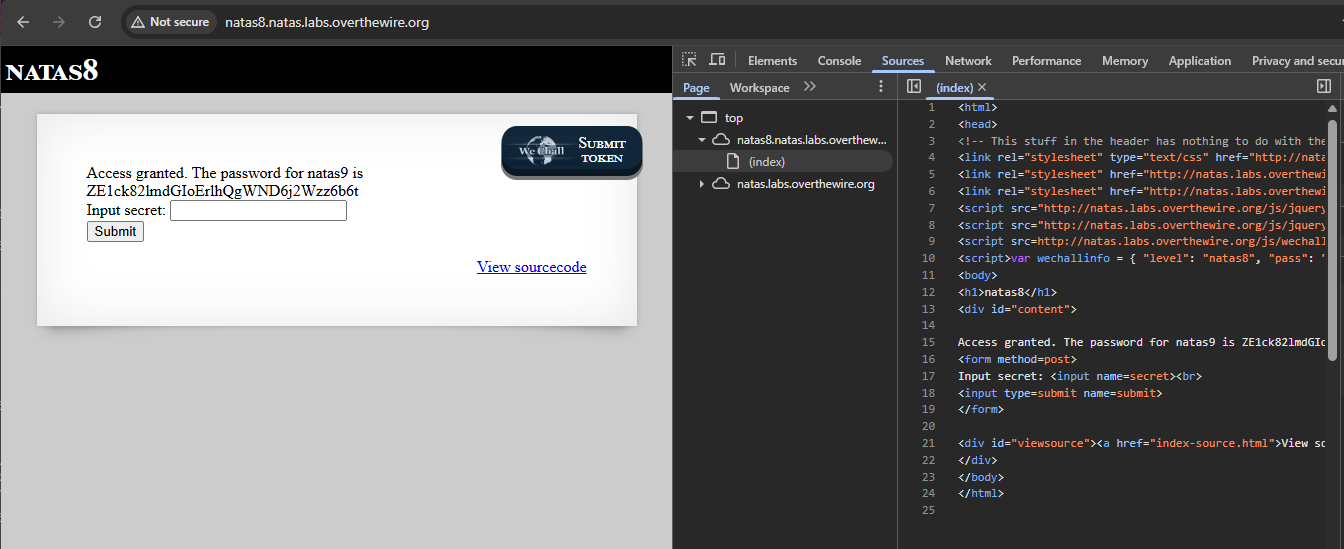 Not secure
natas8.natas.labs.overthewire.org
NATAS8
We Chall
SUBMIT TOKEN
Access granted. The password for natas9 is
ZE1ck82lmdGIoErlhQgWND6j2Wzz6b6t
Input secret:
Submit
View sourcecode
Elements Console Sources Network Performance Memory Application Privacy and secur
Page Workspace
(index)
top
natas8.natas.labs.overthew...
(index)
natas.labs.overthewire.org
1 <html>
2 <head>
3 <!-- This stuff in the header has nothing to do with the
4 <link rel="stylesheet" type="text/css" href="http://nata
5 <link rel="stylesheet" href="http://natas.labs.overthewi
6 <link rel="stylesheet" href="http://natas.labs.overthewi
7 <script src="http://natas.labs.overthewire.org/js/jquery
8 <script src="http://natas.labs.overthewire.org/js/jquery
9 <script src=http://natas.labs.overthewire.org/js/wechall
10 <script>var wechallinfo = { "level": "natas8", "pass": "
11 <body>
12 <h1>natas8</h1>
13 <div id="content">
14
15 Access granted. The password for natas9 is ZE1ck82lmdGIo
16 <form method=post>
17 Input secret: <input name=secret><br>
18 <input type=submit name=submit>
19 </form>
20
21 <div id="viewsource"><a href="index-source.html">View so
22 </div>
23 </body>
24 </html>
25